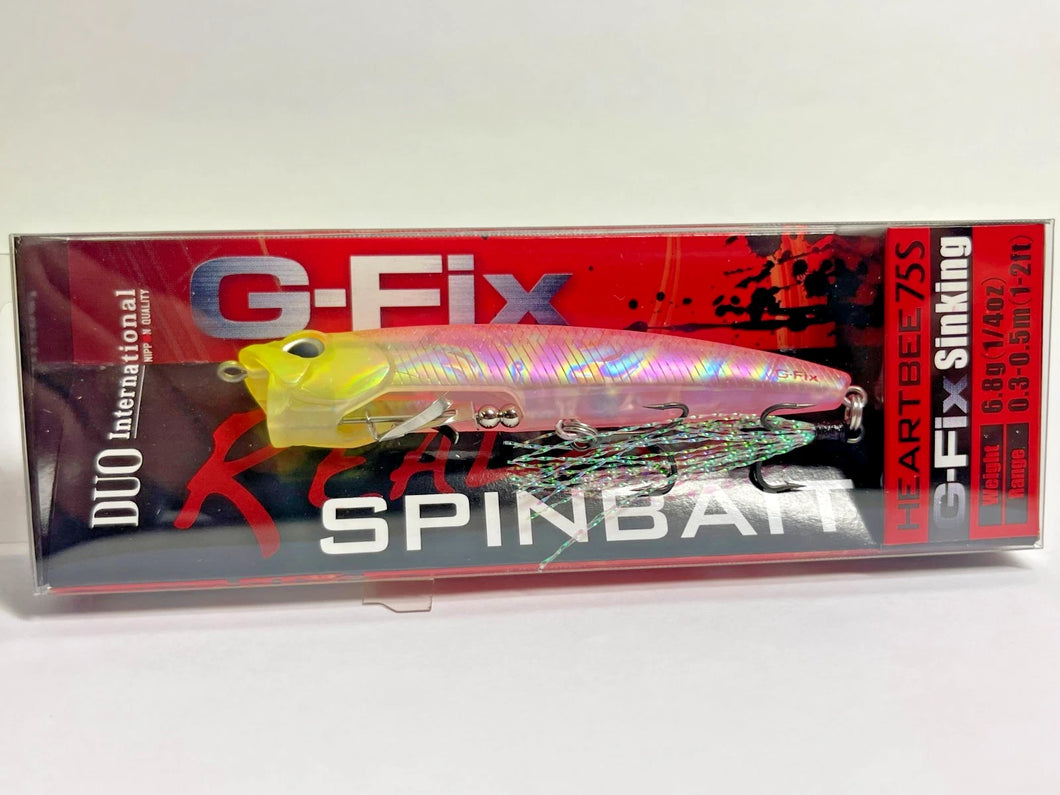 G-Fix
DUO International
NIPP N QUALITY
REAL
SPINBAIT
G-Fix
HEARTBEE 75S
G-Fix Sinking
Weight 6.8g(1/4oz)
Range 0.3-0.5m(1-2ft)